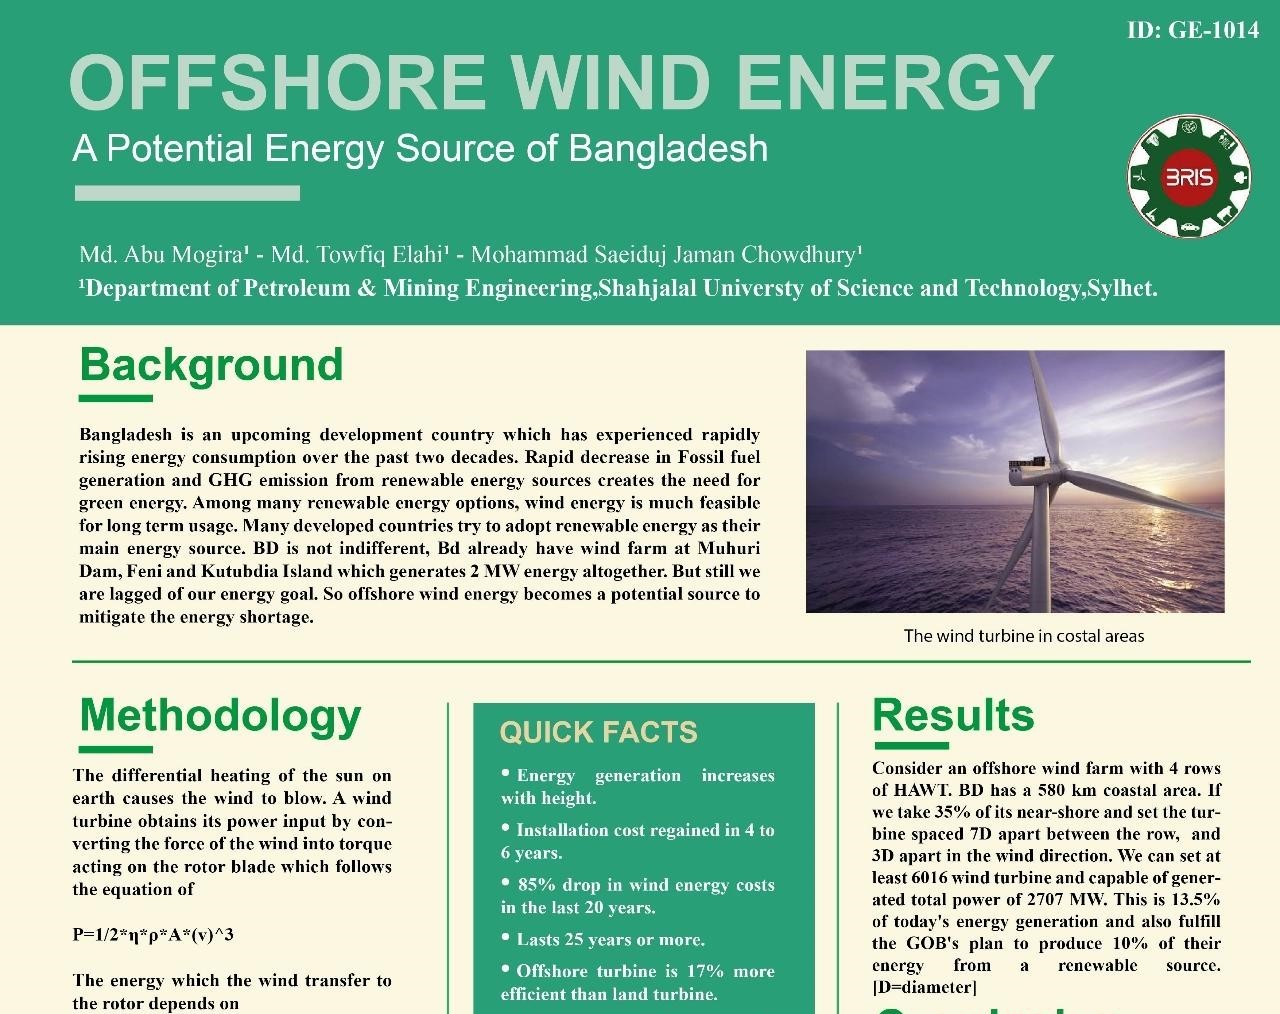 ID: GE-1014
OFFSHORE WIND ENERGY
A Potential Energy Source of Bangladesh
BRIS
Md. Abu Mogira¹ - Md. Towfiq Elahi¹ - Mohammad Saeiduj Jaman Chowdhury¹
¹Department of Petroleum & Mining Engineering,Shahjalal Universty of Science and Technology,Sylhet.
Background
Bangladesh is an upcoming development country which has experienced rapidly
rising energy consumption over the past two decades. Rapid decrease in Fossil fuel
generation and GHG emission from renewable energy sources creates the need for
green energy. Among many renewable energy options, wind energy is much feasible
for long term usage. Many developed countries try to adopt renewable energy as their
main energy source. BD is not indifferent, Bd already have wind farm at Muhuri
Dam, Feni and Kutubdia Island which generates 2 MW energy altogether. But still we
are lagged of our energy goal. So offshore wind energy becomes a potential source to
mitigate the energy shortage.
The wind turbine in costal areas
Methodology
The differential heating of the sun on
earth causes the wind to blow. A wind
turbine obtains its power input by con-
verting the force of the wind into torque
acting on the rotor blade which follows
the equation of
P=1/2*η*ρ*A*(v)^3
The energy which the wind transfer to
the rotor depends on
QUICK FACTS
• Energy generation increases
with height.
• Installation cost regained in 4 to
6 years.
• 85% drop in wind energy costs
in the last 20 years.
• Lasts 25 years or more.
• Offshore turbine is 17% more
efficient than land turbine.
Results
Consider an offshore wind farm with 4 rows
of HAWT. BD has a 580 km coastal area. If
we take 35% of its near-shore and set the tur-
bine spaced 7D apart between the row, and
3D apart in the wind direction. We can set at
least 6016 wind turbine and capable of gener-
ated total power of 2707 MW. This is 13.5%
of today's energy generation and also fulfill
the GOB's plan to produce 10% of their
energy from a renewable source.
[D=diameter]